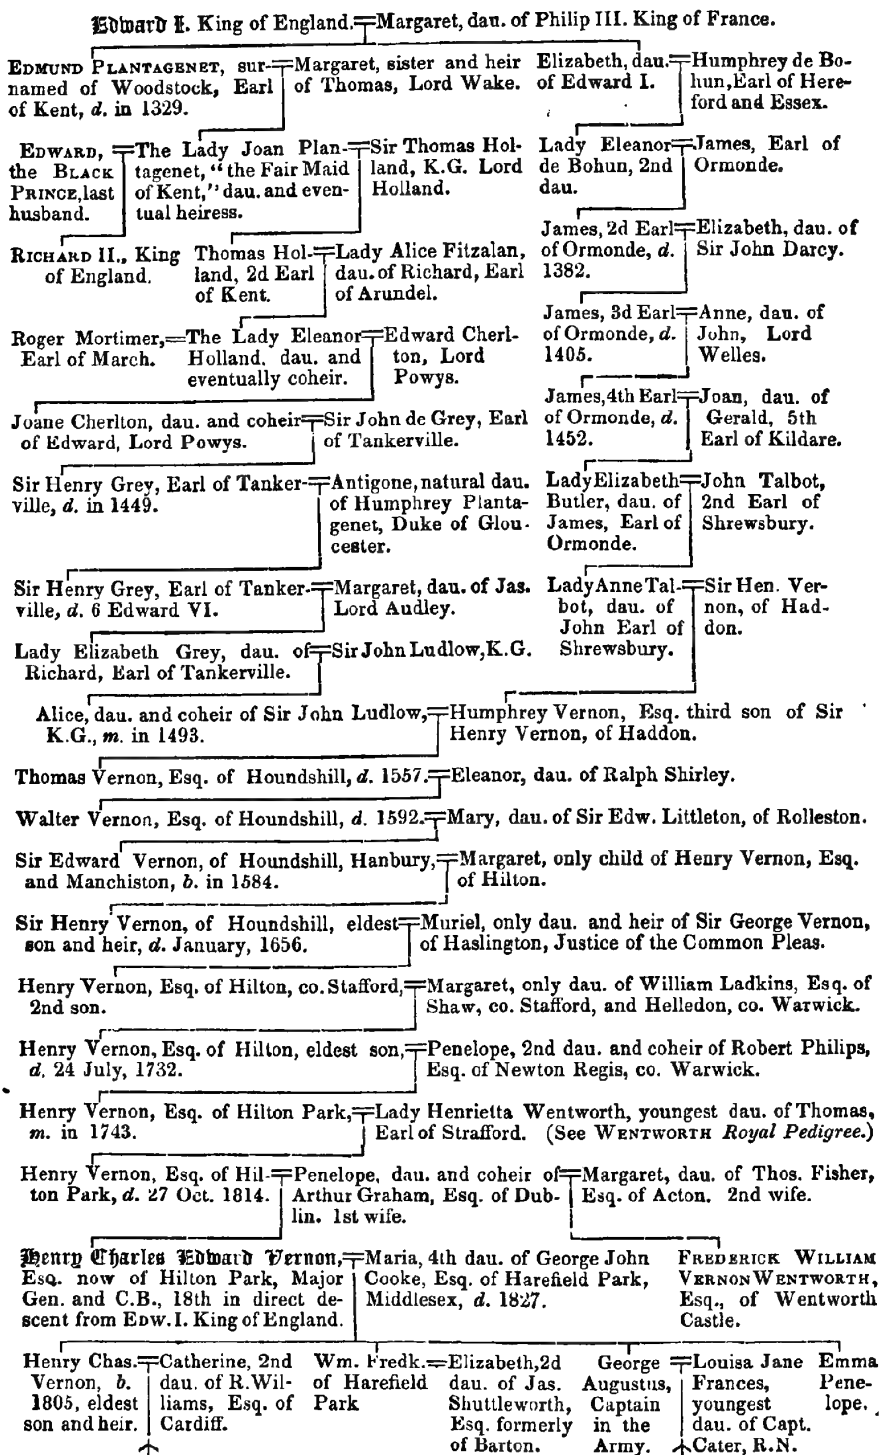 Edward I. King of England. Margaret, dau. of Philip III. King of France.
EDMUND PLANTAGENET, sur-
named of Woodstock, Earl
of Kent, d. in 1329.
Margaret, sister and heir
of Thomas, Lord Wake.
Elizabeth, dau.
of Edward I.
Humphrey de Bo-
hun, Earl of Here-
ford and Essex.
EDWARD,
the BLACK
PRINCE, last
husband.
The Lady Joan Plan-
tagenet, "the Fair Maid
of Kent," dau. and even-
tual heiress.
Sir Thomas Hol-
land, K.G. Lord
Holland.
Lady Eleanor
de Bohun, 2nd
dau.
James, Earl of
Ormonde.
RICHARD II., King
of England.
Thomas Hol-
land, 2d Earl
of Kent.
Lady Alice Fitzalan,
dau. of Richard, Earl
of Arundel.
James, 2d Earl
of Ormonde, d.
1382.
Elizabeth, dau. of
Sir John Darcy.
Roger Mortimer,
Earl of March.
The Lady Eleanor
Holland, dau. and
eventually coheir.
Edward Cherl-
ton, Lord
Powys.
James, 3d Earl
of Ormonde, d.
1405.
Anne, dau. of
John, Lord
Welles.
Joane Cherlton, dau. and coheir
of Edward, Lord Powys.
Sir John de Grey, Earl
of Tankerville.
James, 4th Earl
of Ormonde, d.
1452.
Joan, dau. of
Gerald, 5th
Earl of Kildare.
Sir Henry Grey, Earl of Tanker-
ville, d. in 1449.
Antigone, natural dau.
of Humphrey Planta-
genet, Duke of Glou-
cester.
Lady Elizabeth
Butler, dau. of
James, Earl of
Ormonde.
John Talbot,
2nd Earl of
Shrewsbury.
Sir Henry Grey, Earl of Tanker-
ville, d. 6 Edward VI.
Margaret, dau. of Jas.
Lord Audley.
Lady Anne Tal-
bot, dau. of
John Earl of
Shrewsbury.
Sir Hen. Ver-
non, of Had-
don.
Lady Elizabeth Grey, dau. of
Richard, Earl of Tankerville.
Sir John Ludlow, K.G.
Alice, dau. and coheir of Sir John Ludlow,
K.G., m. in 1493.
Humphrey Vernon, Esq. third son of Sir
Henry Vernon, of Haddon.
Thomas Vernon, Esq. of Houndshill, d. 1557. Eleanor, dau. of Ralph Shirley.
Walter Vernon, Esq. of Houndshill, d. 1592. Mary, dau. of Sir Edw. Littleton, of Rolleston.
Sir Edward Vernon, of Houndshill, Hanbury,
and Manchiston, b. in 1584.
Margaret, only child of Henry Vernon, Esq.
of Hilton.
Sir Henry Vernon, of Houndshill, eldest
son and heir, d. January, 1656.
Muriel, only dau. and heir of Sir George Vernon,
of Haslington, Justice of the Common Pleas.
Henry Vernon, Esq. of Hilton, co. Stafford,
2nd son.
Margaret, only dau. of William Ladkins, Esq. of
Shaw, co. Stafford, and Helledon, co. Warwick.
Henry Vernon, Esq. of Hilton, eldest son,
d. 24 July, 1732.
Penelope, 2nd dau. and coheir of Robert Philips,
Esq. of Newton Regis, co. Warwick.
Henry Vernon, Esq. of Hilton Park,
m. in 1743.
Lady Henrietta Wentworth, youngest dau. of Thomas,
Earl of Strafford. (See WENTWORTH Royal Pedigree.)
Henry Vernon, Esq. of Hil-
ton Park, d. 27 Oct. 1814.
Penelope, dau. and coheir of
Arthur Graham, Esq. of Dub-
lin. 1st wife.
Margaret, dau. of Thos. Fisher,
Esq. of Acton. 2nd wife.
Henry Charles Edward Vernon,
Esq. now of Hilton Park, Major
Gen. and C.B., 18th in direct de-
scent from EDW. I. King of England.
Maria, 4th dau. of George John
Cooke, Esq. of Harefield Park,
Middlesex, d. 1827.
FREDERICK WILLIAM
VERNON WENTWORTH,
Esq., of Wentworth
Castle.
Henry Chas.
Vernon, b.
1805, eldest
son and heir.
Catherine, 2nd
dau. of R. Wil-
liams, Esq. of
Cardiff.
Wm. Fredk.
of Harefield
Park
Elizabeth, 2d
dau. of Jas.
Shuttleworth,
Esq. formerly
of Barton.
George
Augustus,
Captain
in the
Army.
Louisa Jane
Frances,
youngest
dau. of Capt.
Cater, R.N.
Emma
Pene-
lope.